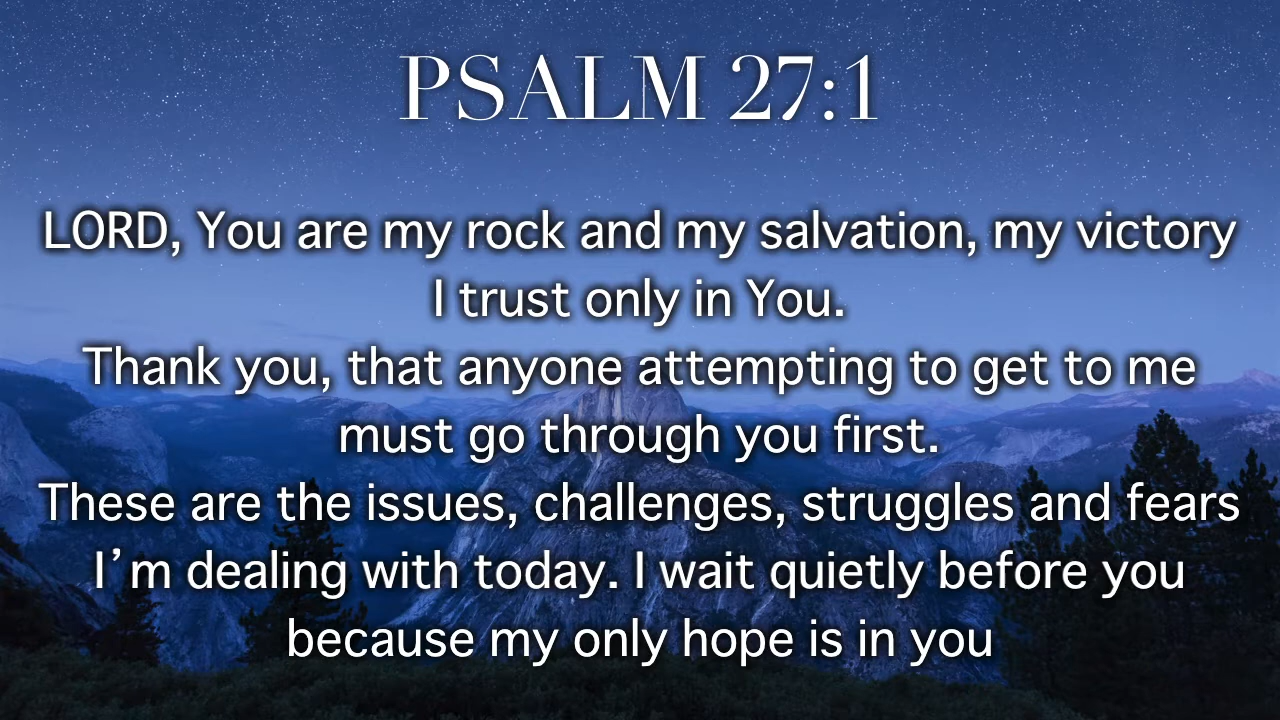 PSALM 27:1
LORD, You are my rock and my salvation, my victory
I trust only in You.
Thank you, that anyone attempting to get to me
must go through you first.
These are the issues, challenges, struggles and fears
I’m dealing with today. I wait quietly before you
because my only hope is in you